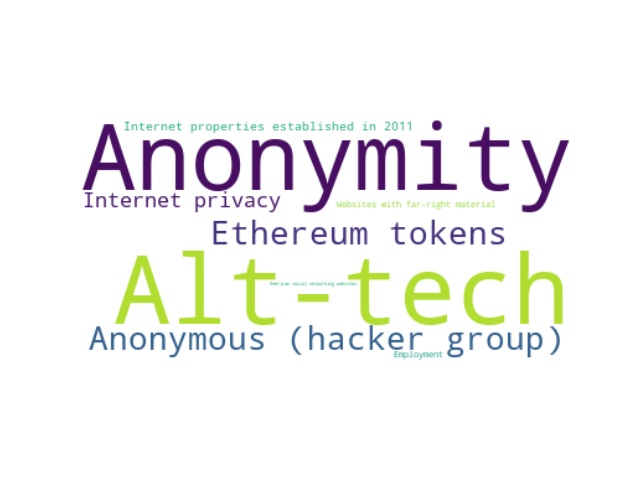 Internet properties established in 2011
Anonymity
Internet privacy
Websites with far-right material
Ethereum tokens
Alt-tech
American social networking websites
Anonymous (hacker group)
Employment